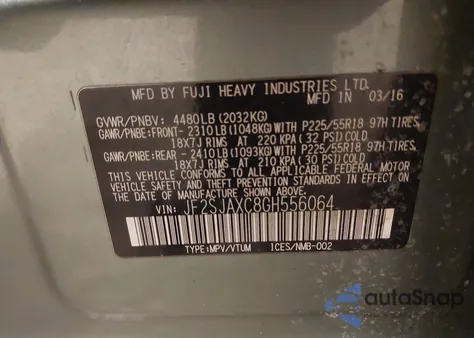 MFD BY FUJI HEAVY INDUSTRIES LTD.
IN JAPAN 03/16
GVWR/PNBV: 4480LB (2032KG)
GAWR/PNBE:FRONT- 2310LB(1048KG)WITH P225/55R18 97H TIRES.
18X7J RIMS AT 220 KPA( 32 PSI)COLD
GAWR/PNBE:REAR - 2410LB(1093KG)WITH P225/55R18 97H TIRES
18X7J RIMS AT 210 KPA( 30 PSI)COLD
THIS VEHICLE CONFORMS TO ALL APPLICABLE FEDERAL MOTOR VEHICLE
SAFETY AND THEFT PREVENTION STANDARDS IN EFFECT ON THE
DATE OF MANUFACTURE SHOWN ABOVE.
VIN: JF2SJAXC8GH556064
TYPE:MPV/VTUM ICES/NMB-002
autoSnap